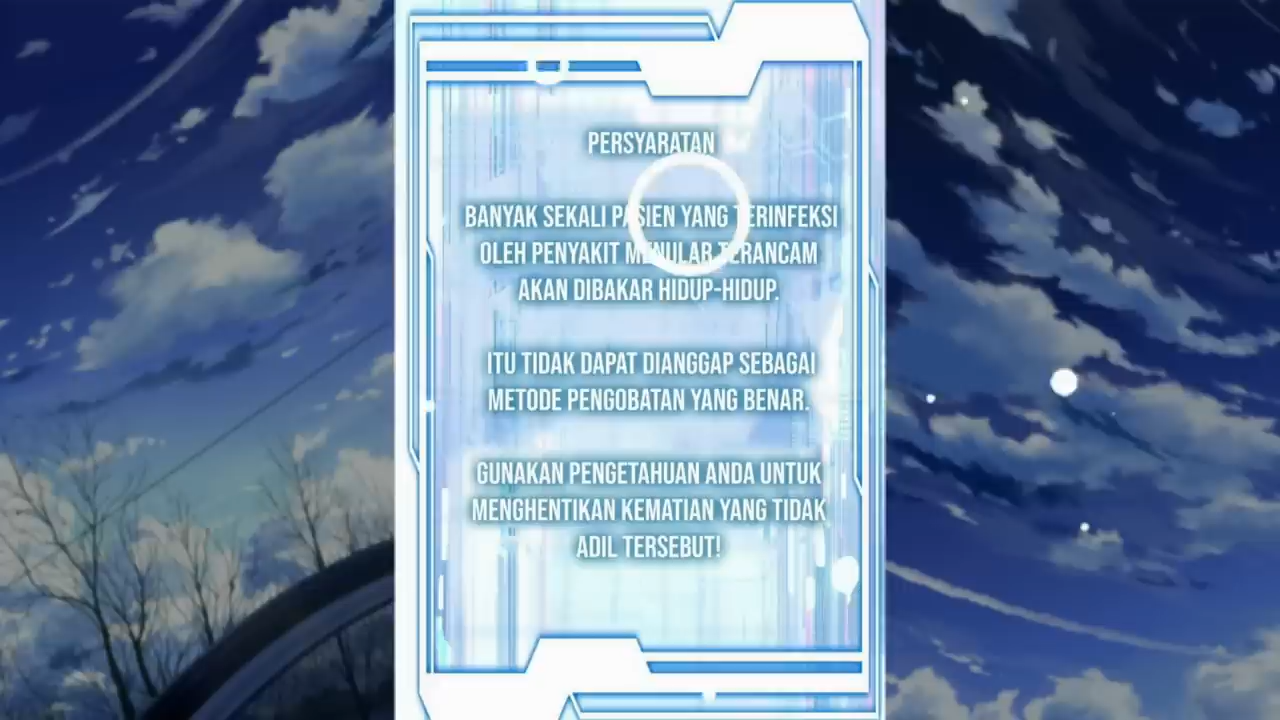 PERSYARATAN
BANYAK SEKALI PASIEN YANG TERINFEKSI
OLEH PENYAKIT MENULAR TERANCAM
AKAN DIBAKAR HIDUP-HIDUP.
ITU TIDAK DAPAT DIANGGAP SEBAGAI
METODE PENGOBATAN YANG BENAR.
GUNAKAN PENGETAHUAN ANDA UNTUK
MENGHENTIKAN KEMATIAN YANG TIDAK
ADIL TERSEBUT!